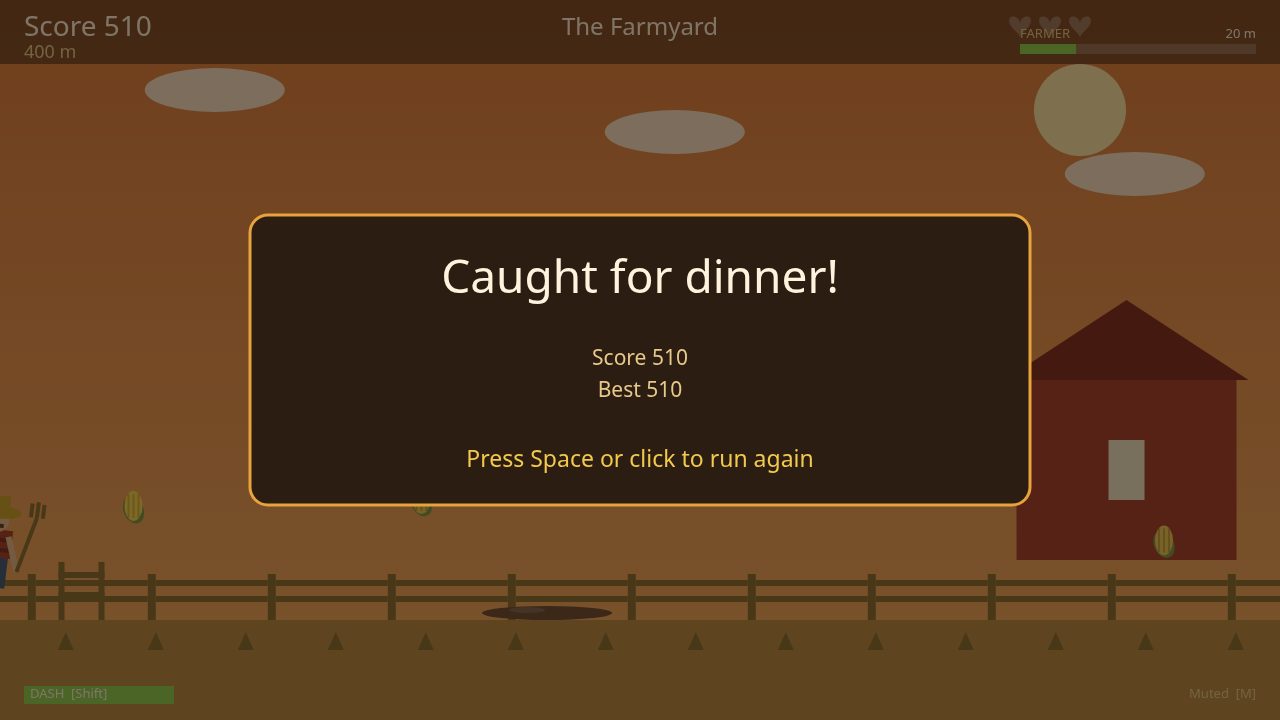 Score 510
400 m
The Farmyard
FARMER
20 m
Caught for dinner!
Score 510
Best 510
Press Space or click to run again
DASH [Shift]
Muted [M]